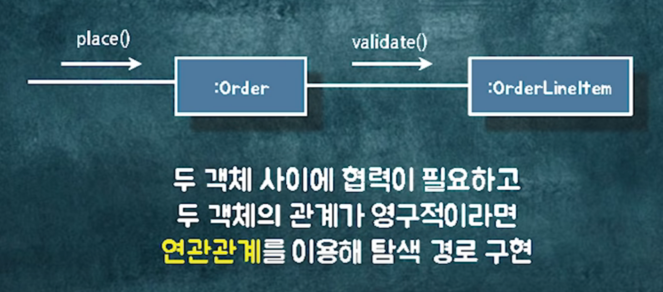 place()
validate()
:Order
:OrderLineItem
두 객체 사이에 협력이 필요하고
두 객체의 관계가 영구적이라면
연관관계를 이용해 탐색 경로 구현